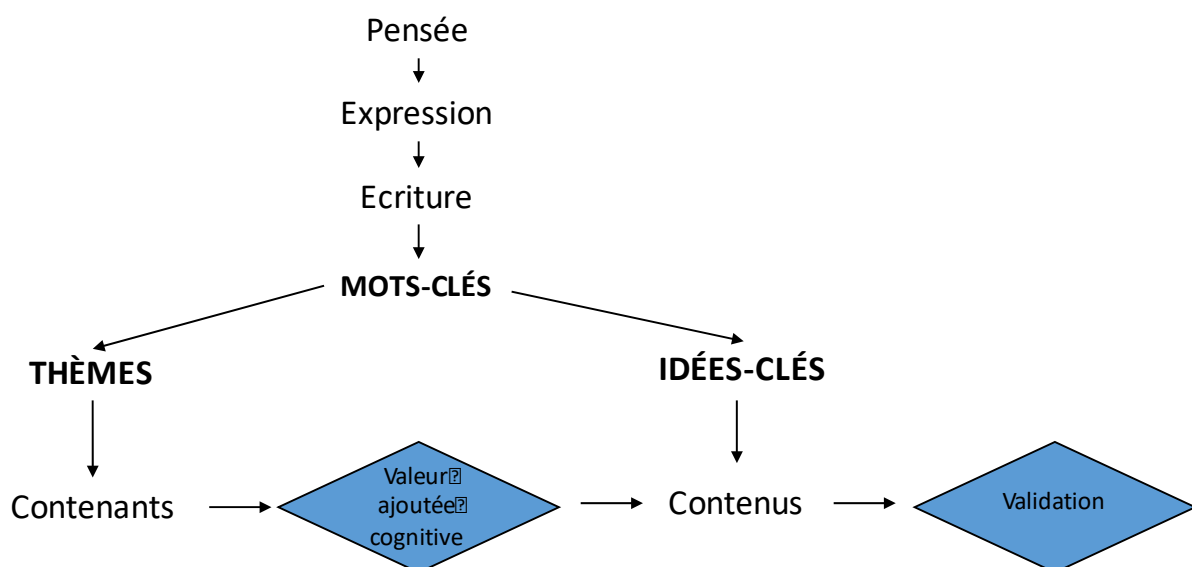 Pensée
Expression
Ecriture
MOTS-CLÉS
THÈMES
IDÉES-CLÉS
Valeur
ajoutée
cognitive
Contenants
Contenus
Validation